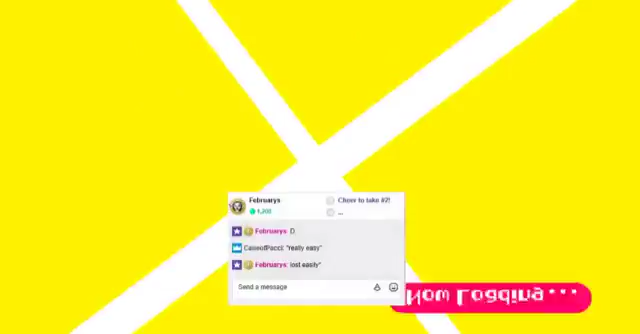 Februarys
Cheer to take #2!
1,200
...
Februarys: D
CaseofPacci: "really easy"
Februarys: lost easily"
Send a message
Now Loading...